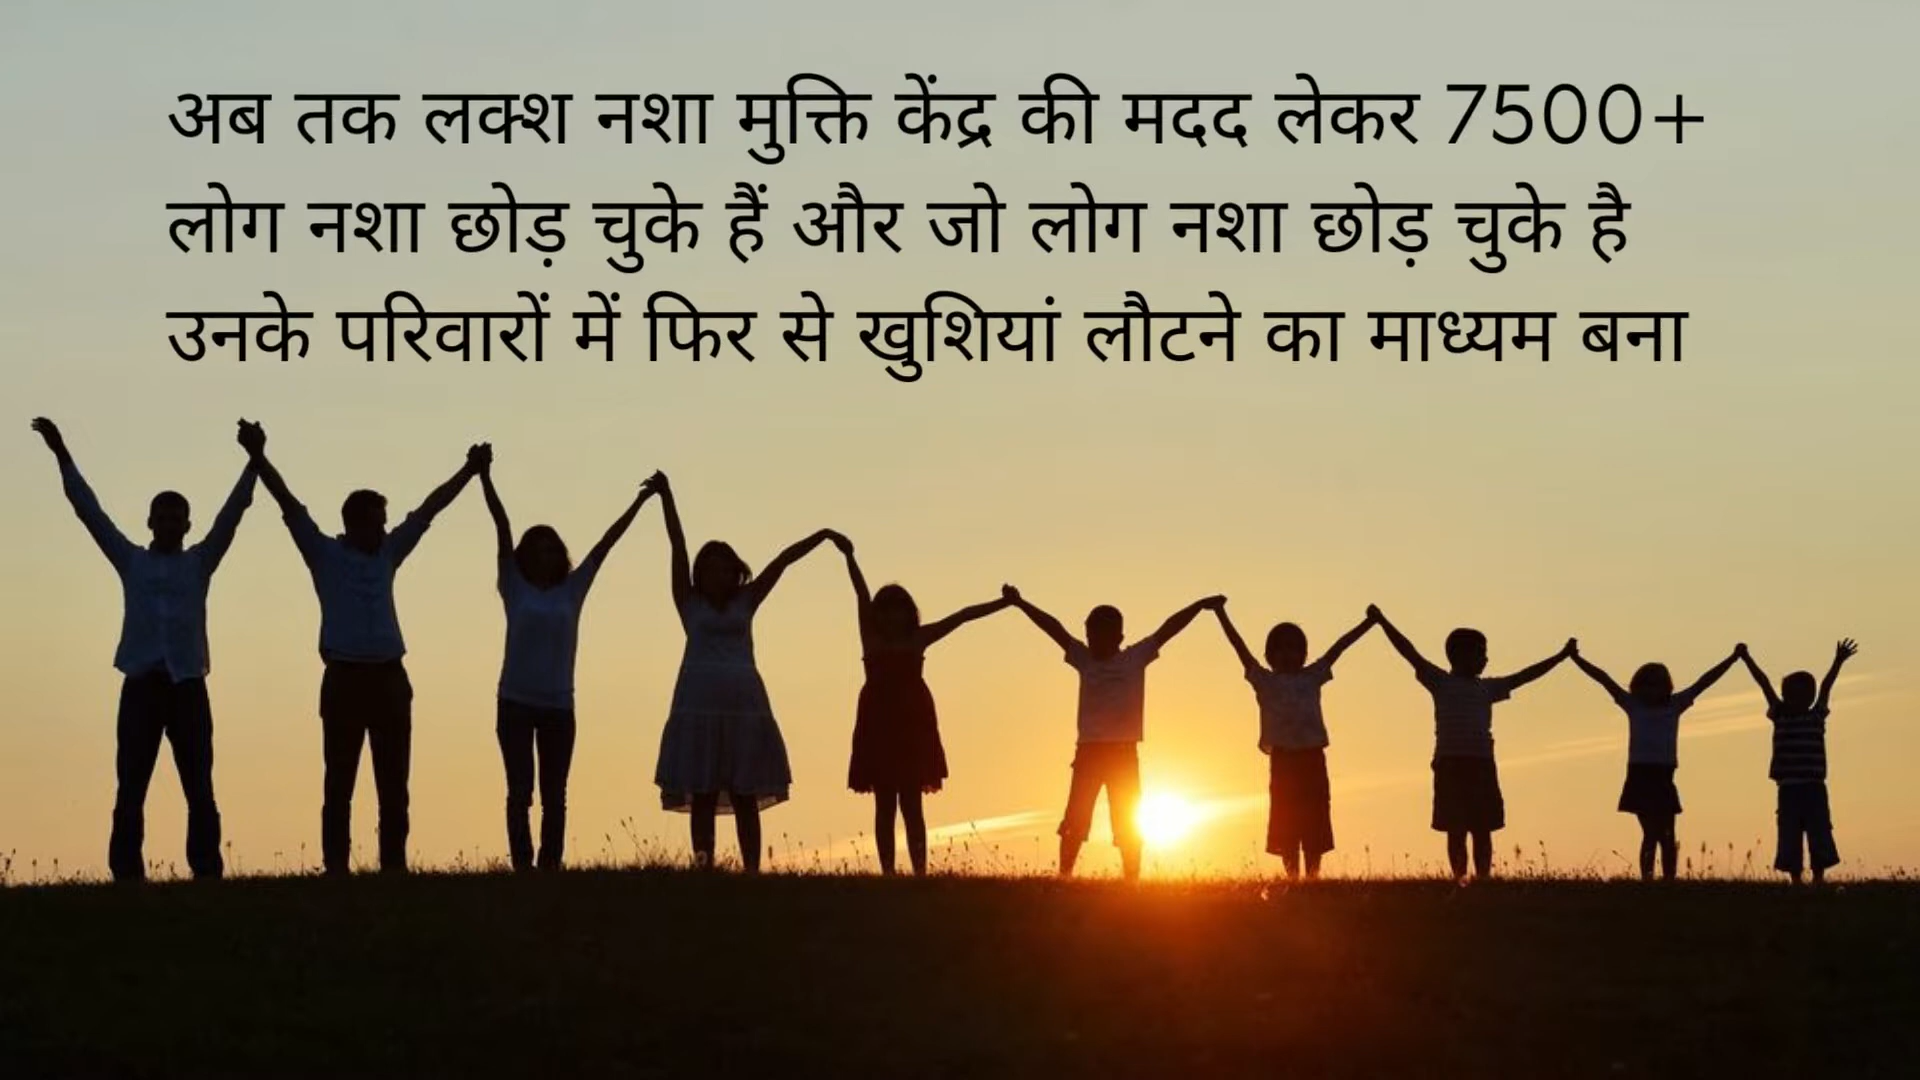 अब तक लक्श नशा मुक्ति केंद्र की मदद लेकर 7500+
लोग नशा छोड़ चुके हैं और जो लोग नशा छोड़ चुके है
उनके परिवारों में फिर से खुशियां लौटने का माध्यम बना